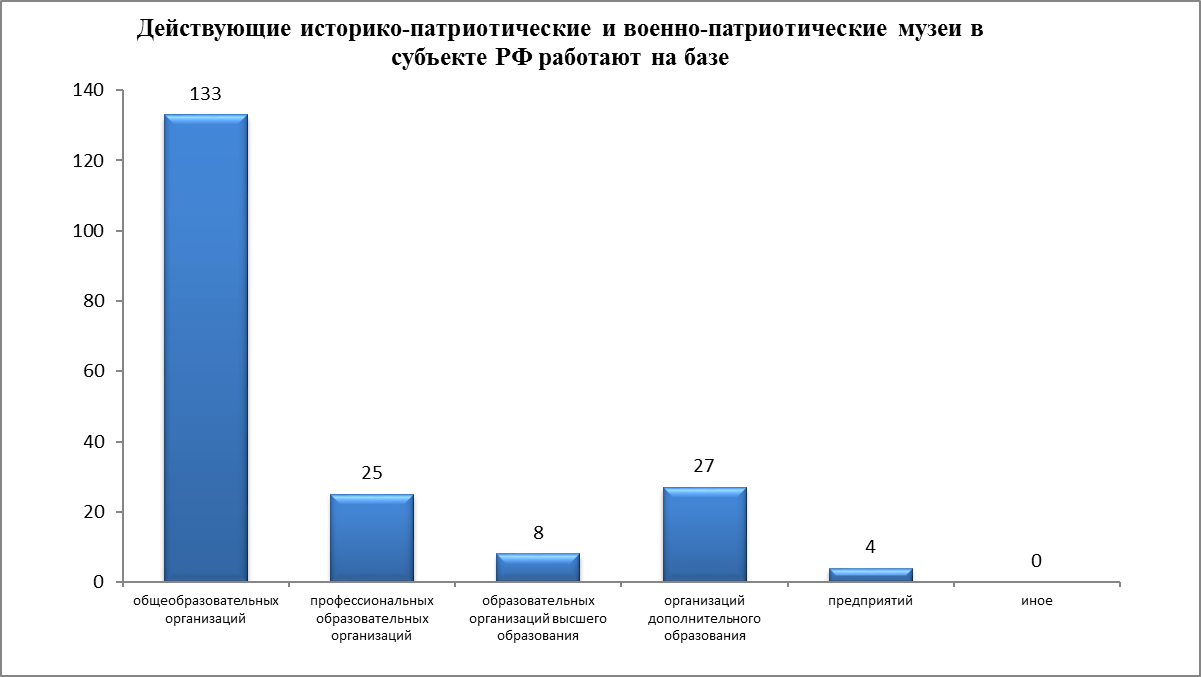 Действующие историко-патриотические и военно-патриотические музеи в
субъекте РФ работают на базе
140
120
100
80
60
40
20
0
133
25
8
27
4
0
общеобразовательных
организаций
профессиональных
образовательных
организаций
образовательных
организаций высшего
образования
организаций
дополнительного
образования
предприятий
иное